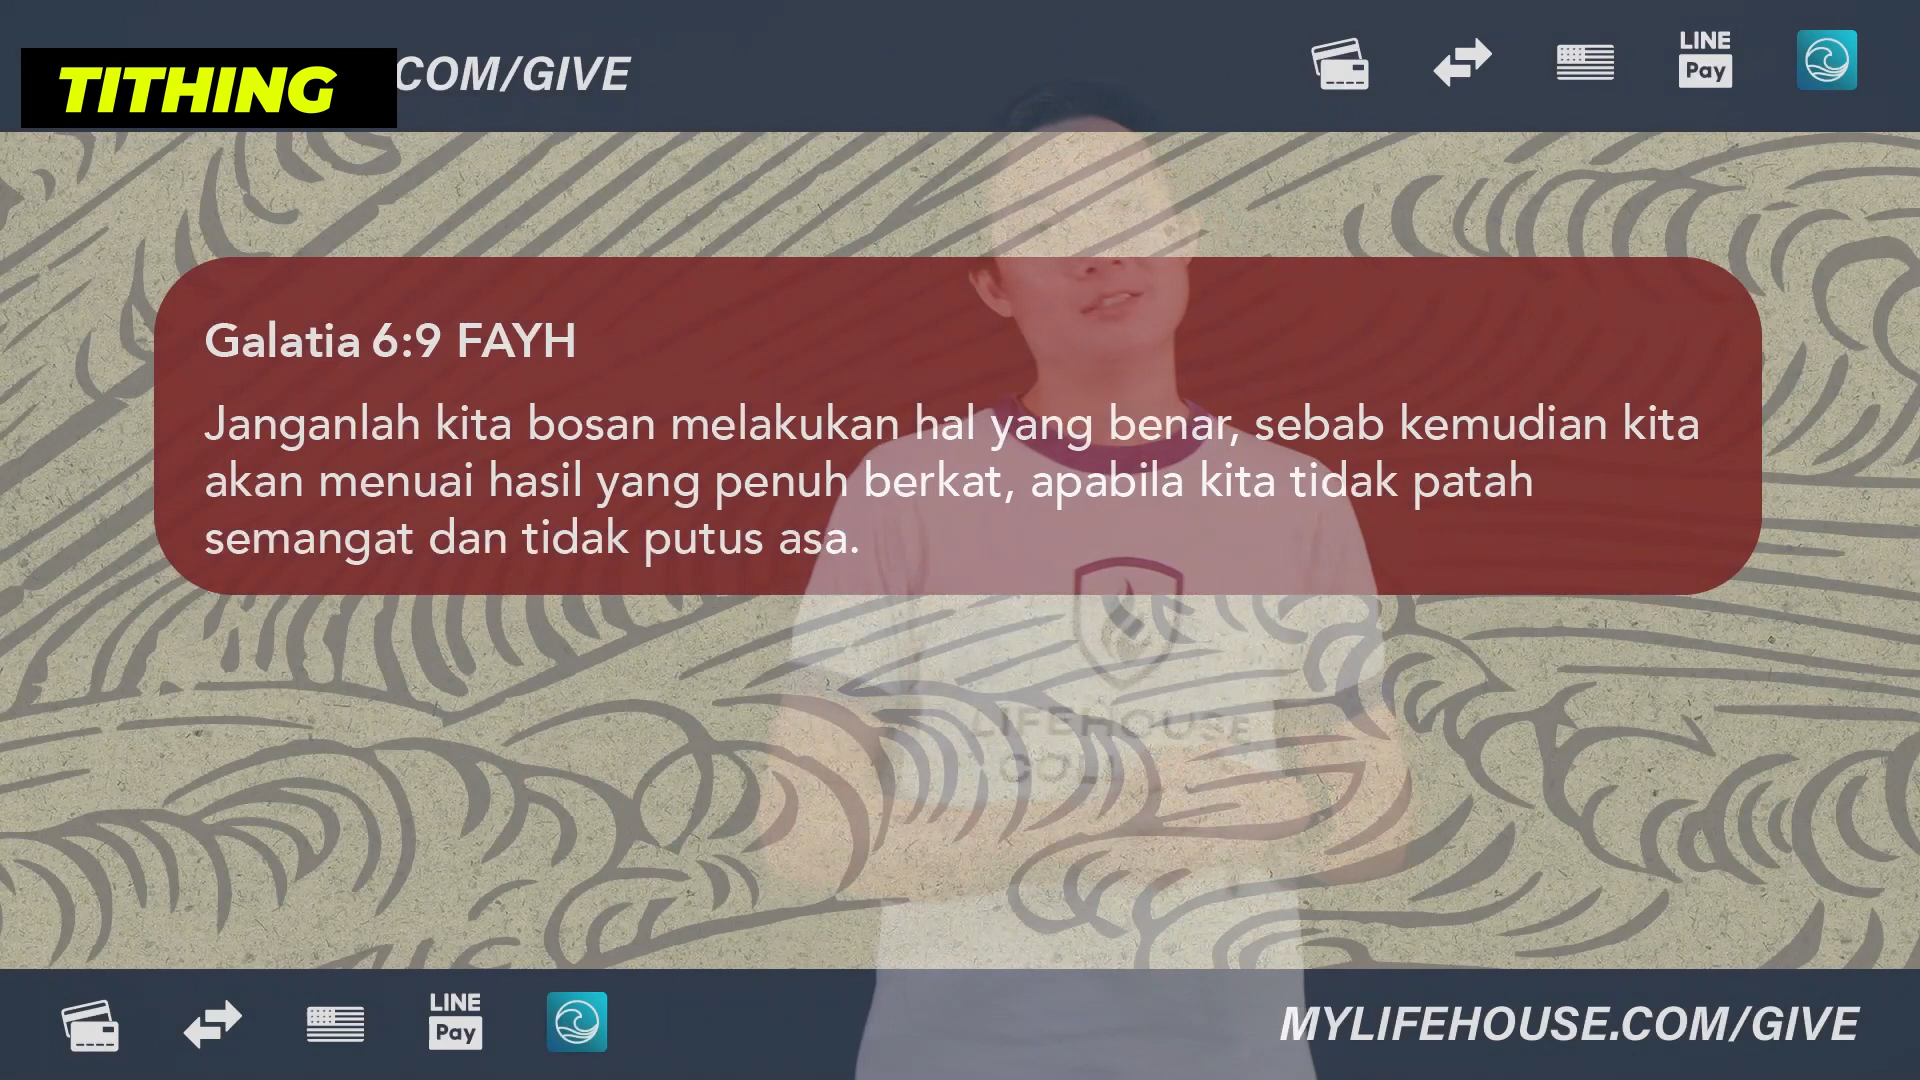 TITHING
COM/GIVE
LINE
Pay
Galatia 6:9 FAYH
Janganlah kita bosan melakukan hal yang benar, sebab kemudian kita
akan menuai hasil yang penuh berkat, apabila kita tidak patah
semangat dan tidak putus asa.
LIFEHOUSE
LINE
Pay
MYLIFEHOUSE.COM/GIVE